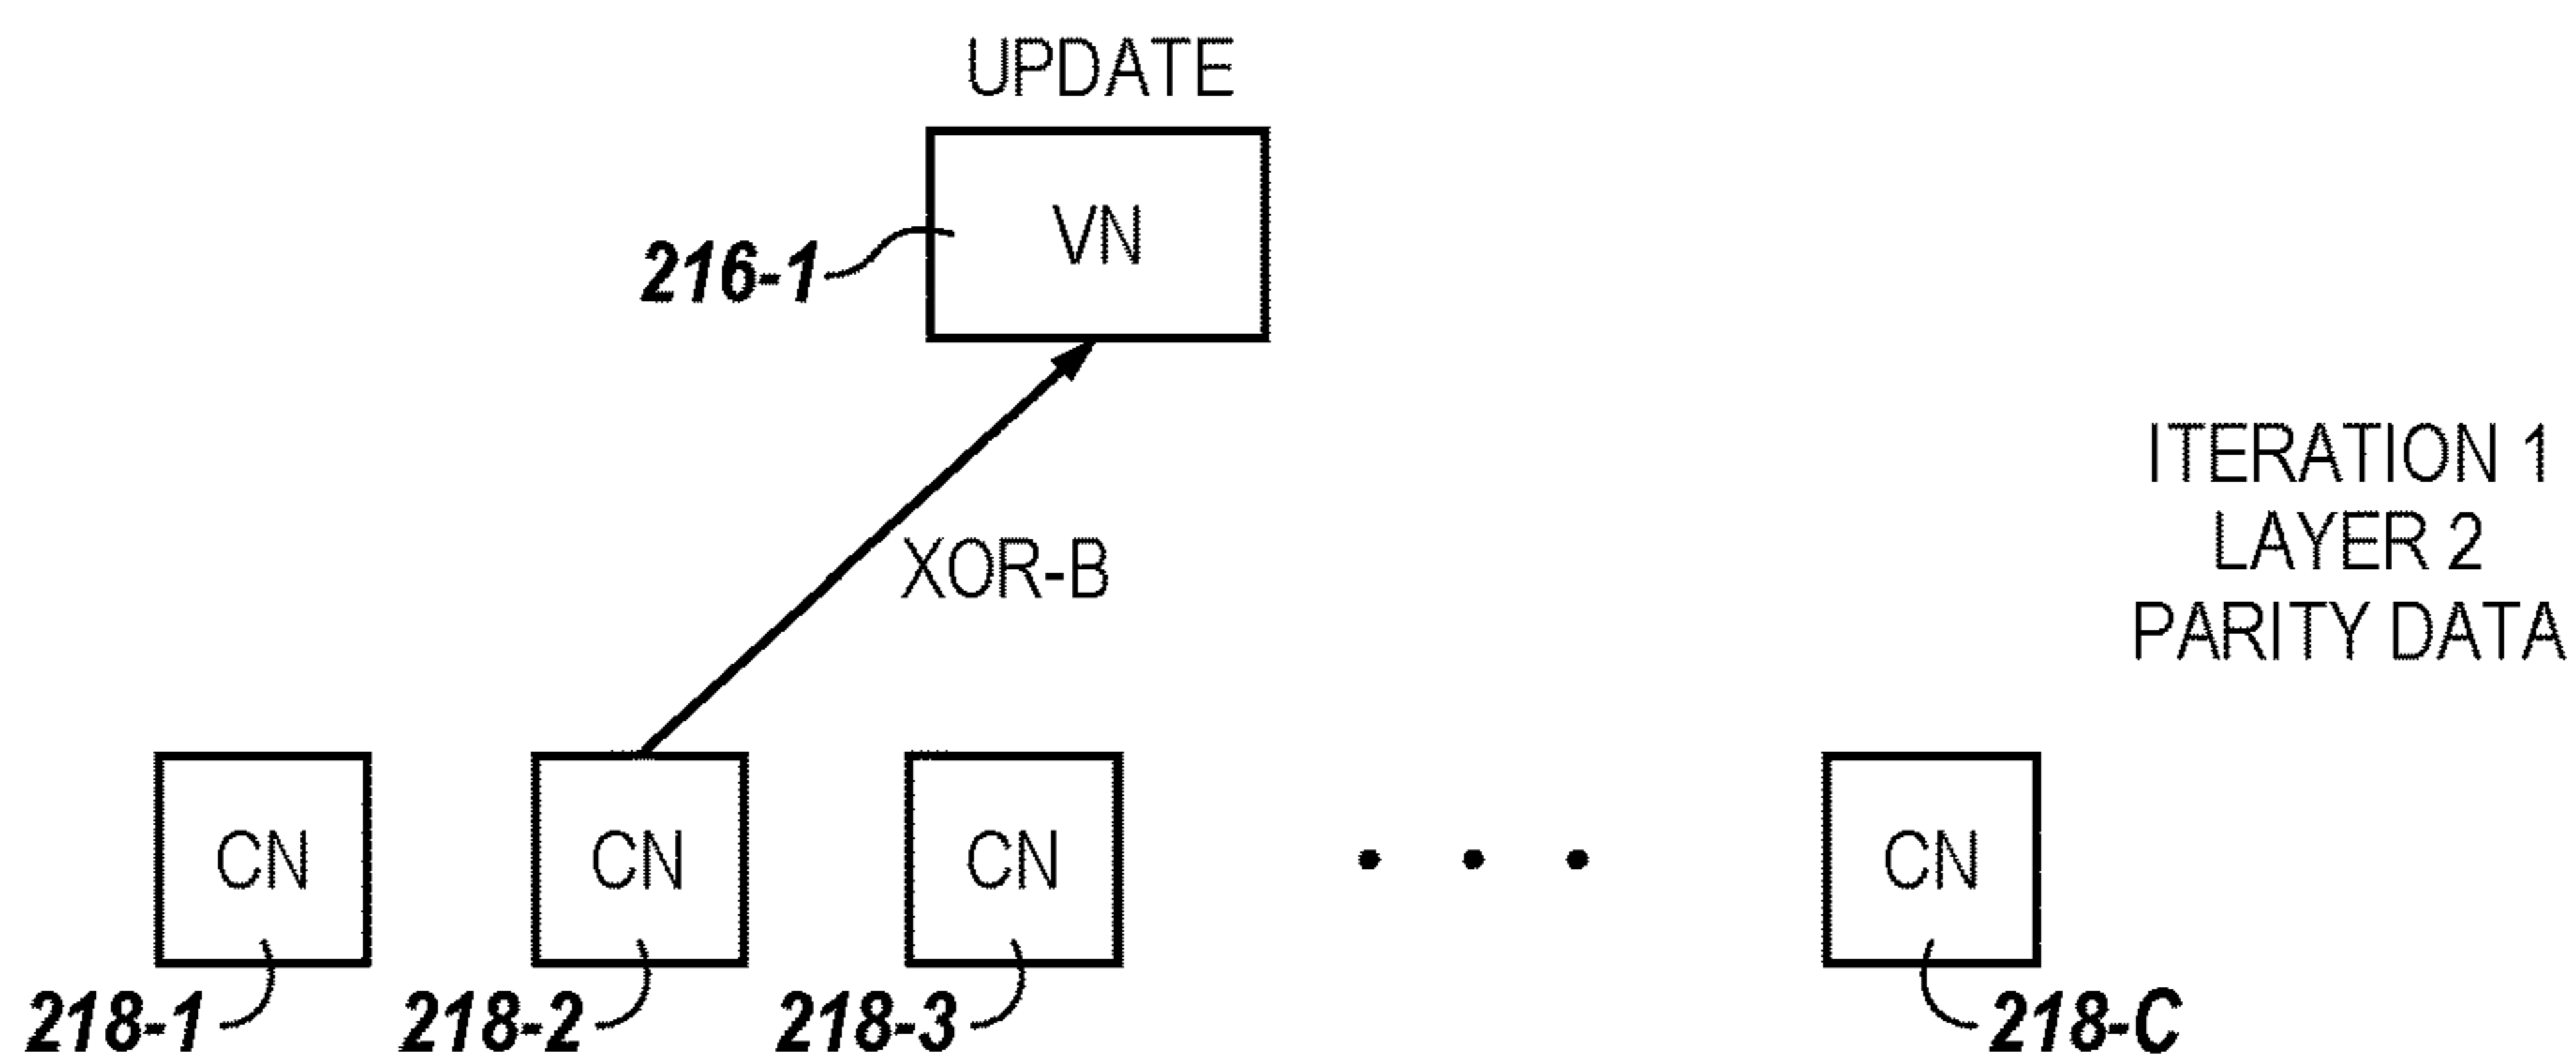 UPDATE
VN
216-1
XOR-B
ITERATION 1
LAYER 2
PARITY DATA
CN
CN
CN
CN
218-1
218-2
218-3
218-C